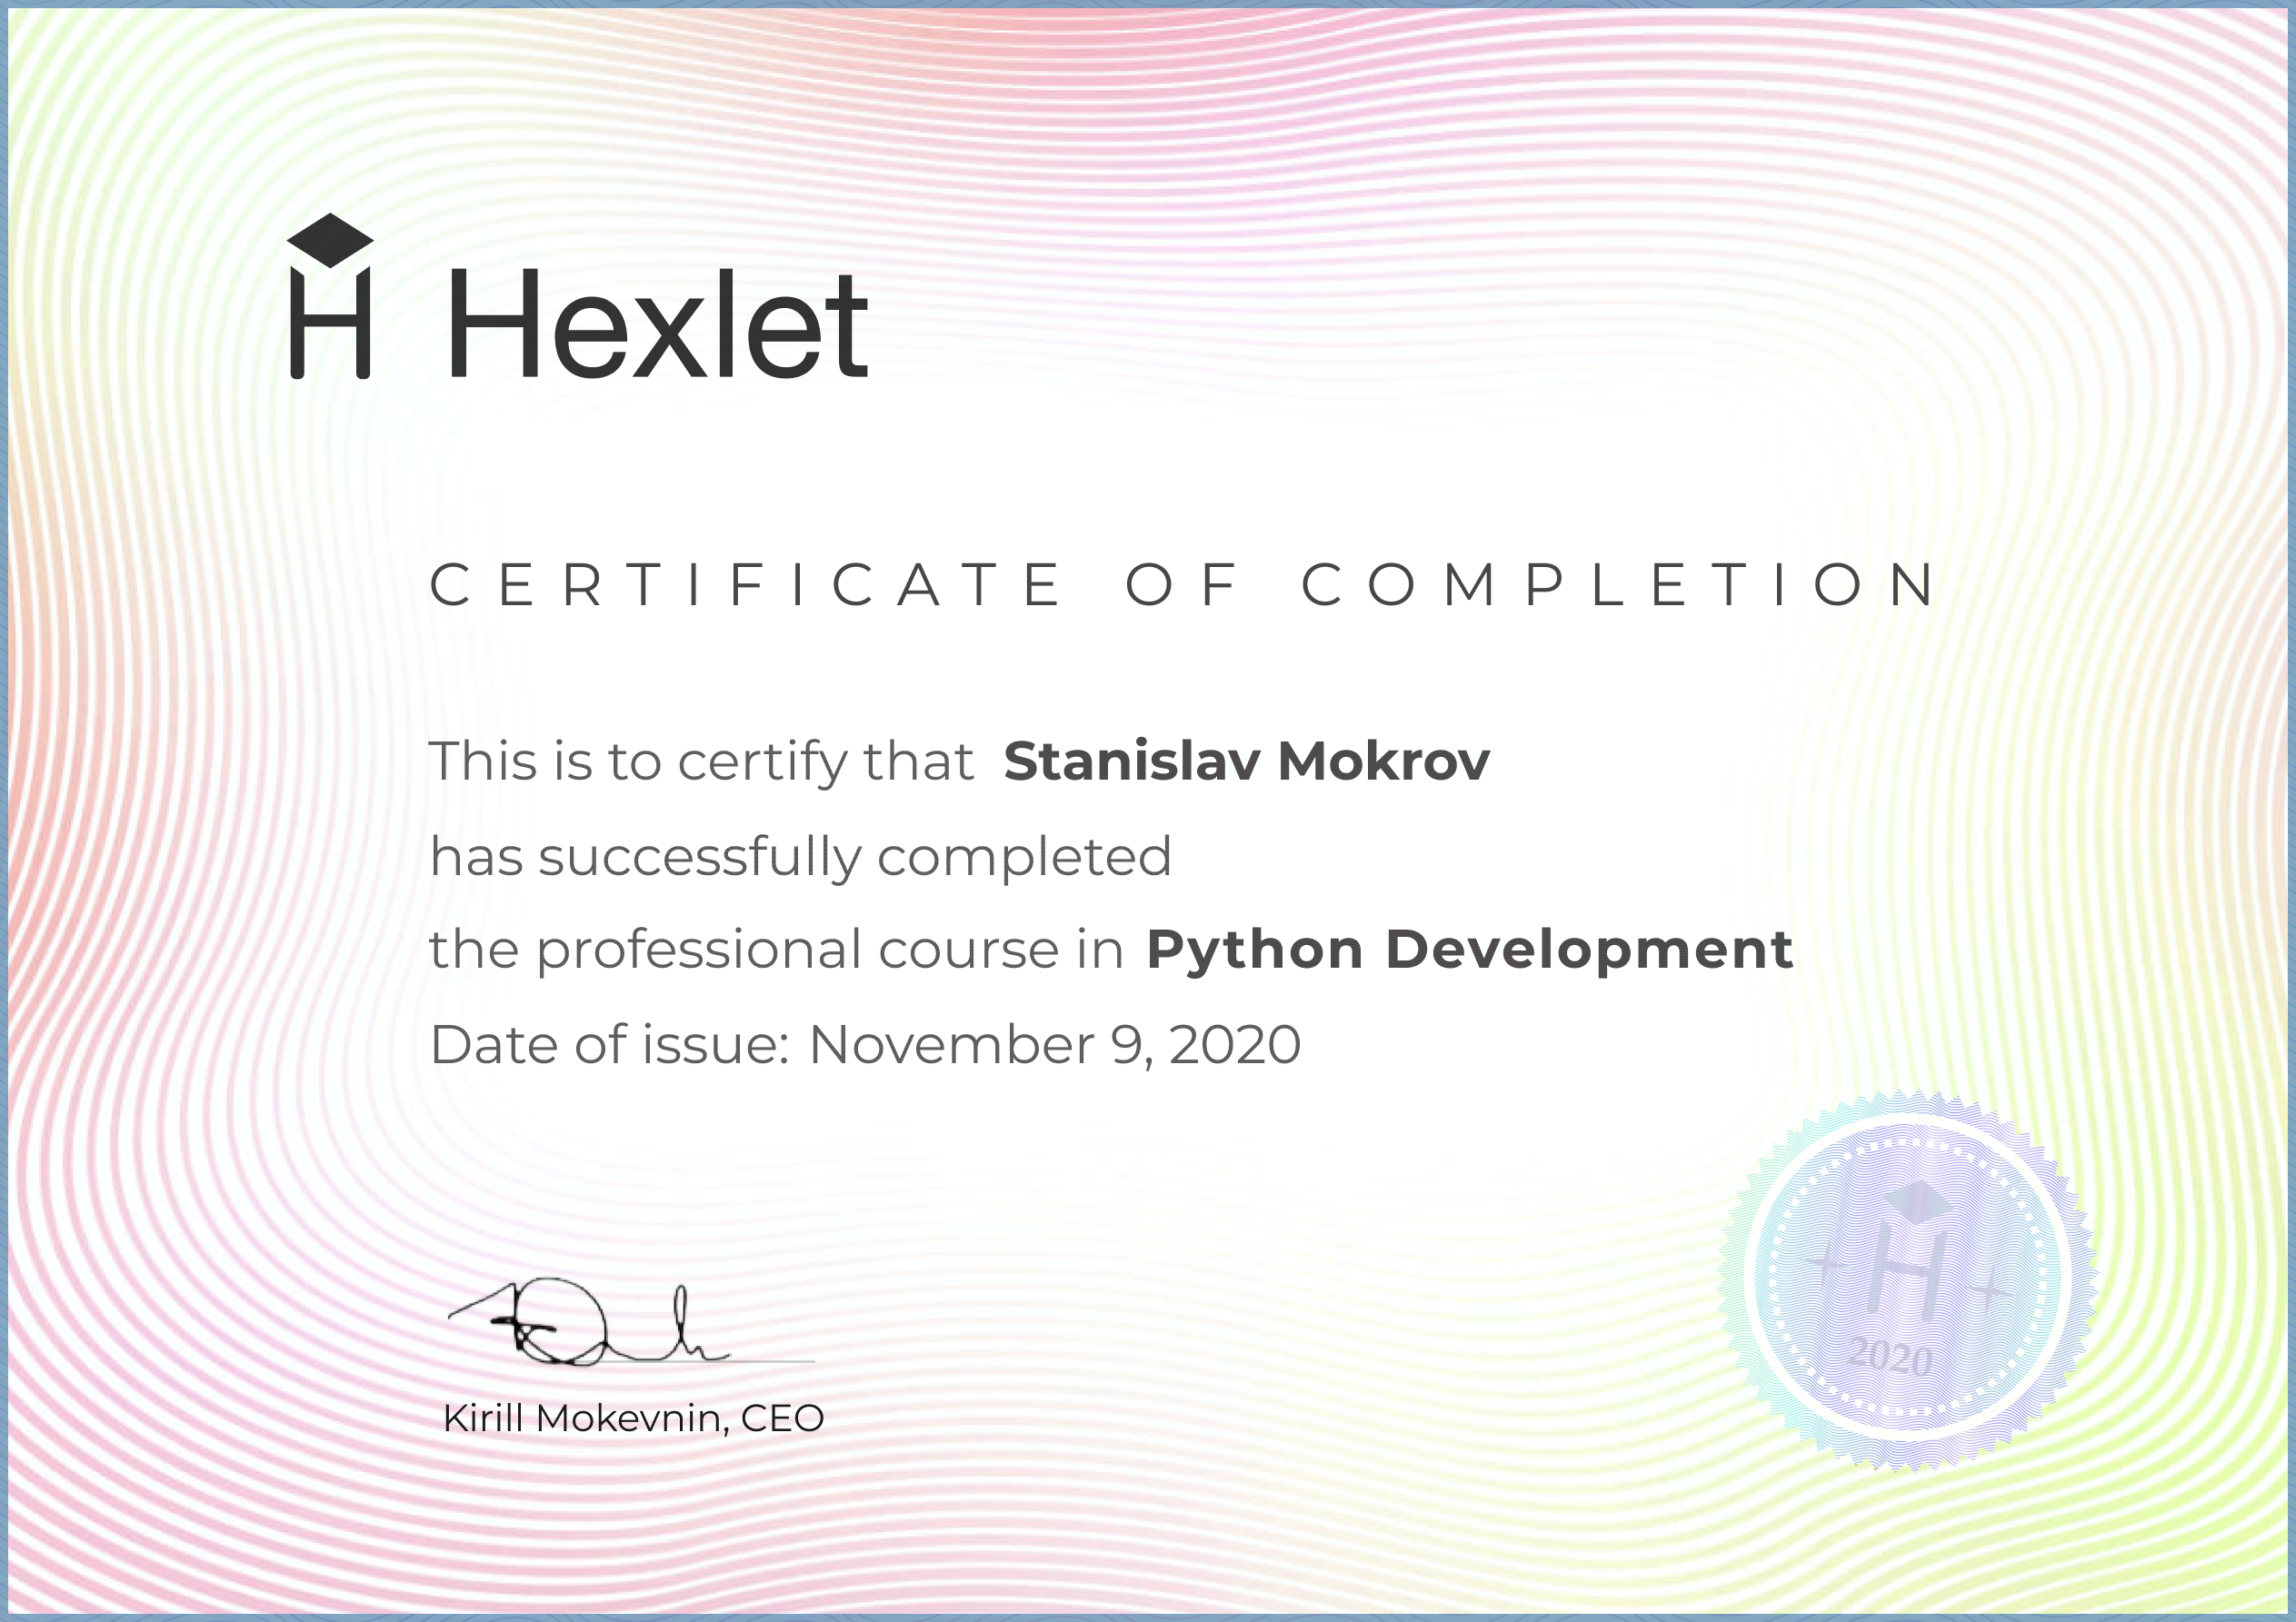 Hexlet
CERTIFICATE OF COMPLETION
This is to certify that Stanislav Mokrov
has successfully completed
the professional course in Python Development
Date of issue: November 9, 2020
Kirill Mokevnin, CEO
H
2020